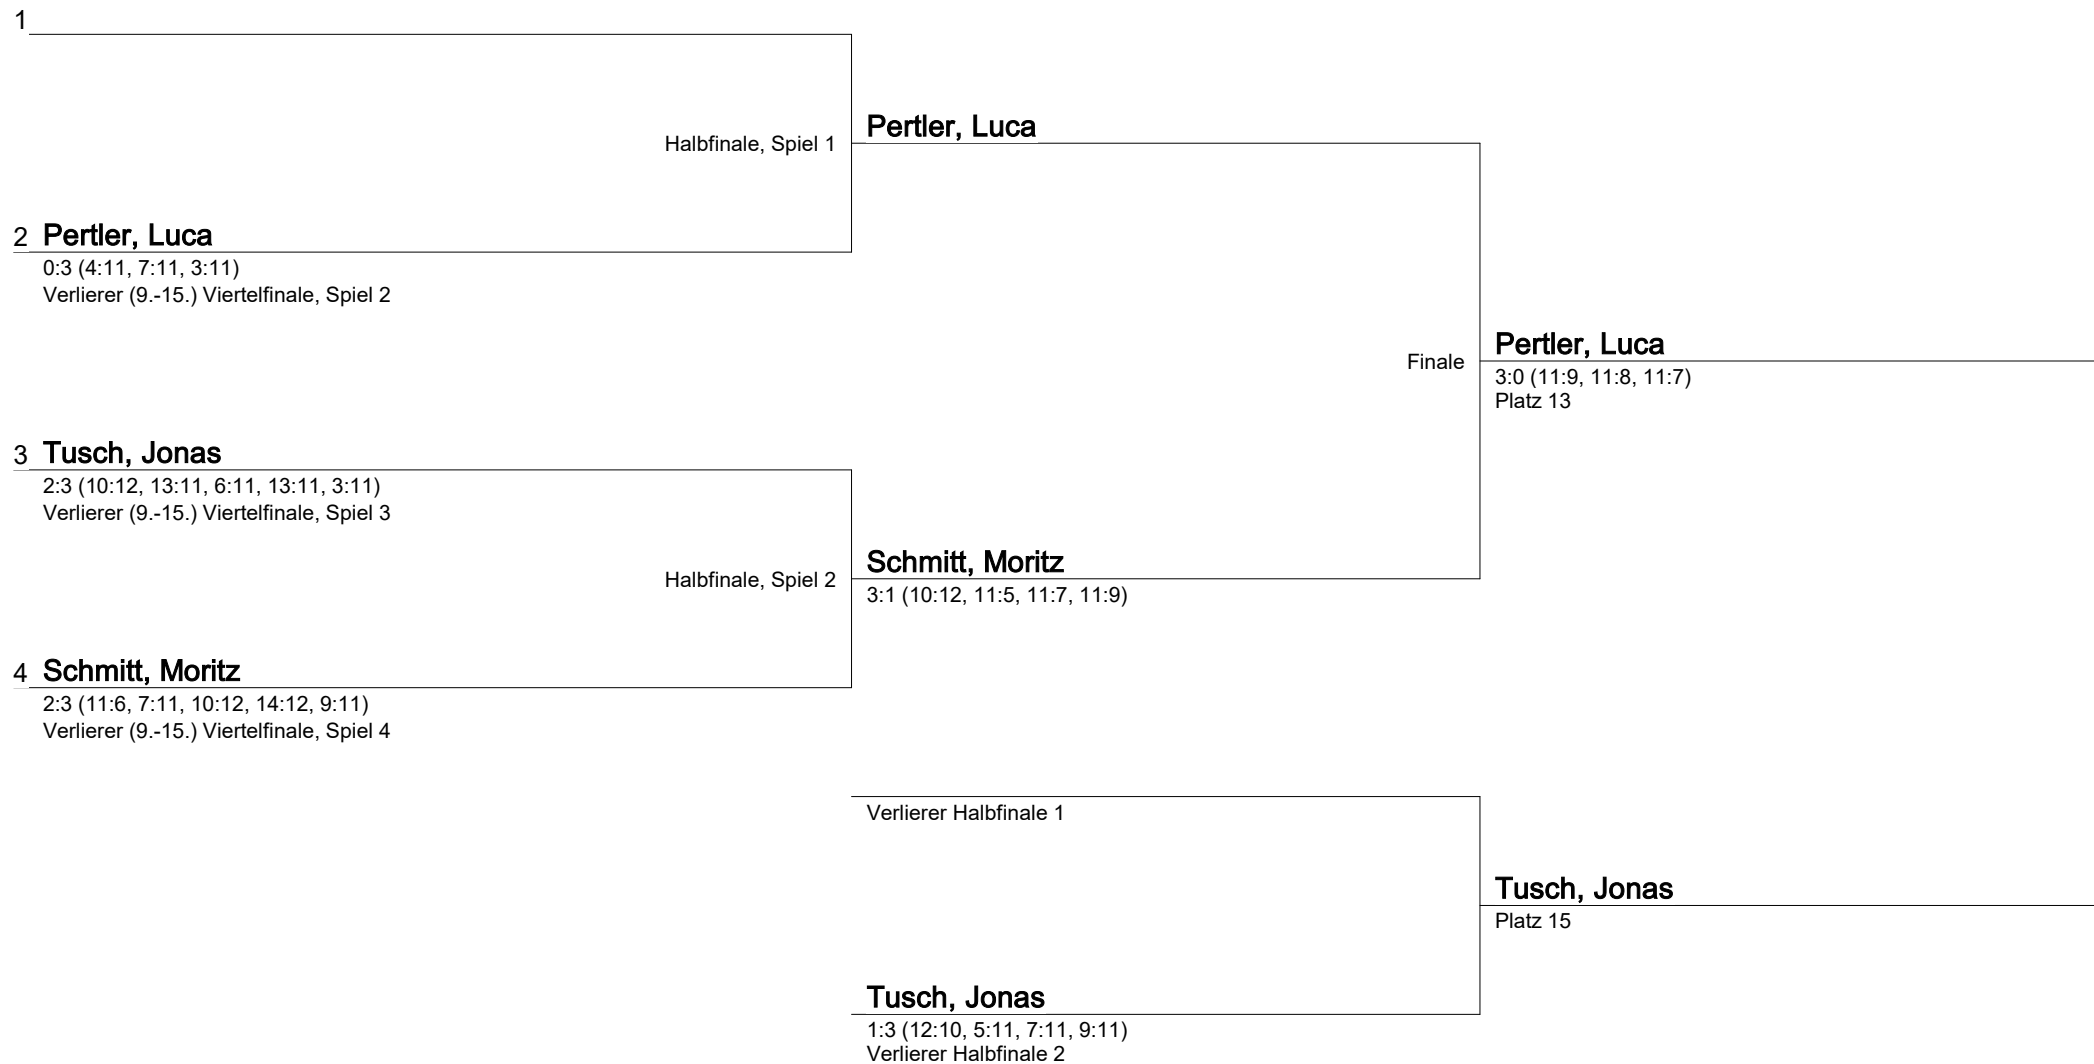 1
Pertler, Luca
Halbfinale, Spiel 1
2 Pertler, Luca
0:3 (4:11, 7:11, 3:11)
Verlierer (9.-15.) Viertelfinale, Spiel 2
Pertler, Luca
Finale
3:0 (11:9, 11:8, 11:7)
Platz 13
3 Tusch, Jonas
2:3 (10:12, 13:11, 6:11, 13:11, 3:11)
Verlierer (9.-15.) Viertelfinale, Spiel 3
Schmitt, Moritz
Halbfinale, Spiel 2
3:1 (10:12, 11:5, 11:7, 11:9)
4 Schmitt, Moritz
2:3 (11:6, 7:11, 10:12, 14:12, 9:11)
Verlierer (9.-15.) Viertelfinale, Spiel 4
Verlierer Halbfinale 1
Tusch, Jonas
Platz 15
Tusch, Jonas
1:3 (12:10, 5:11, 7:11, 9:11)
Verlierer Halbfinale 2